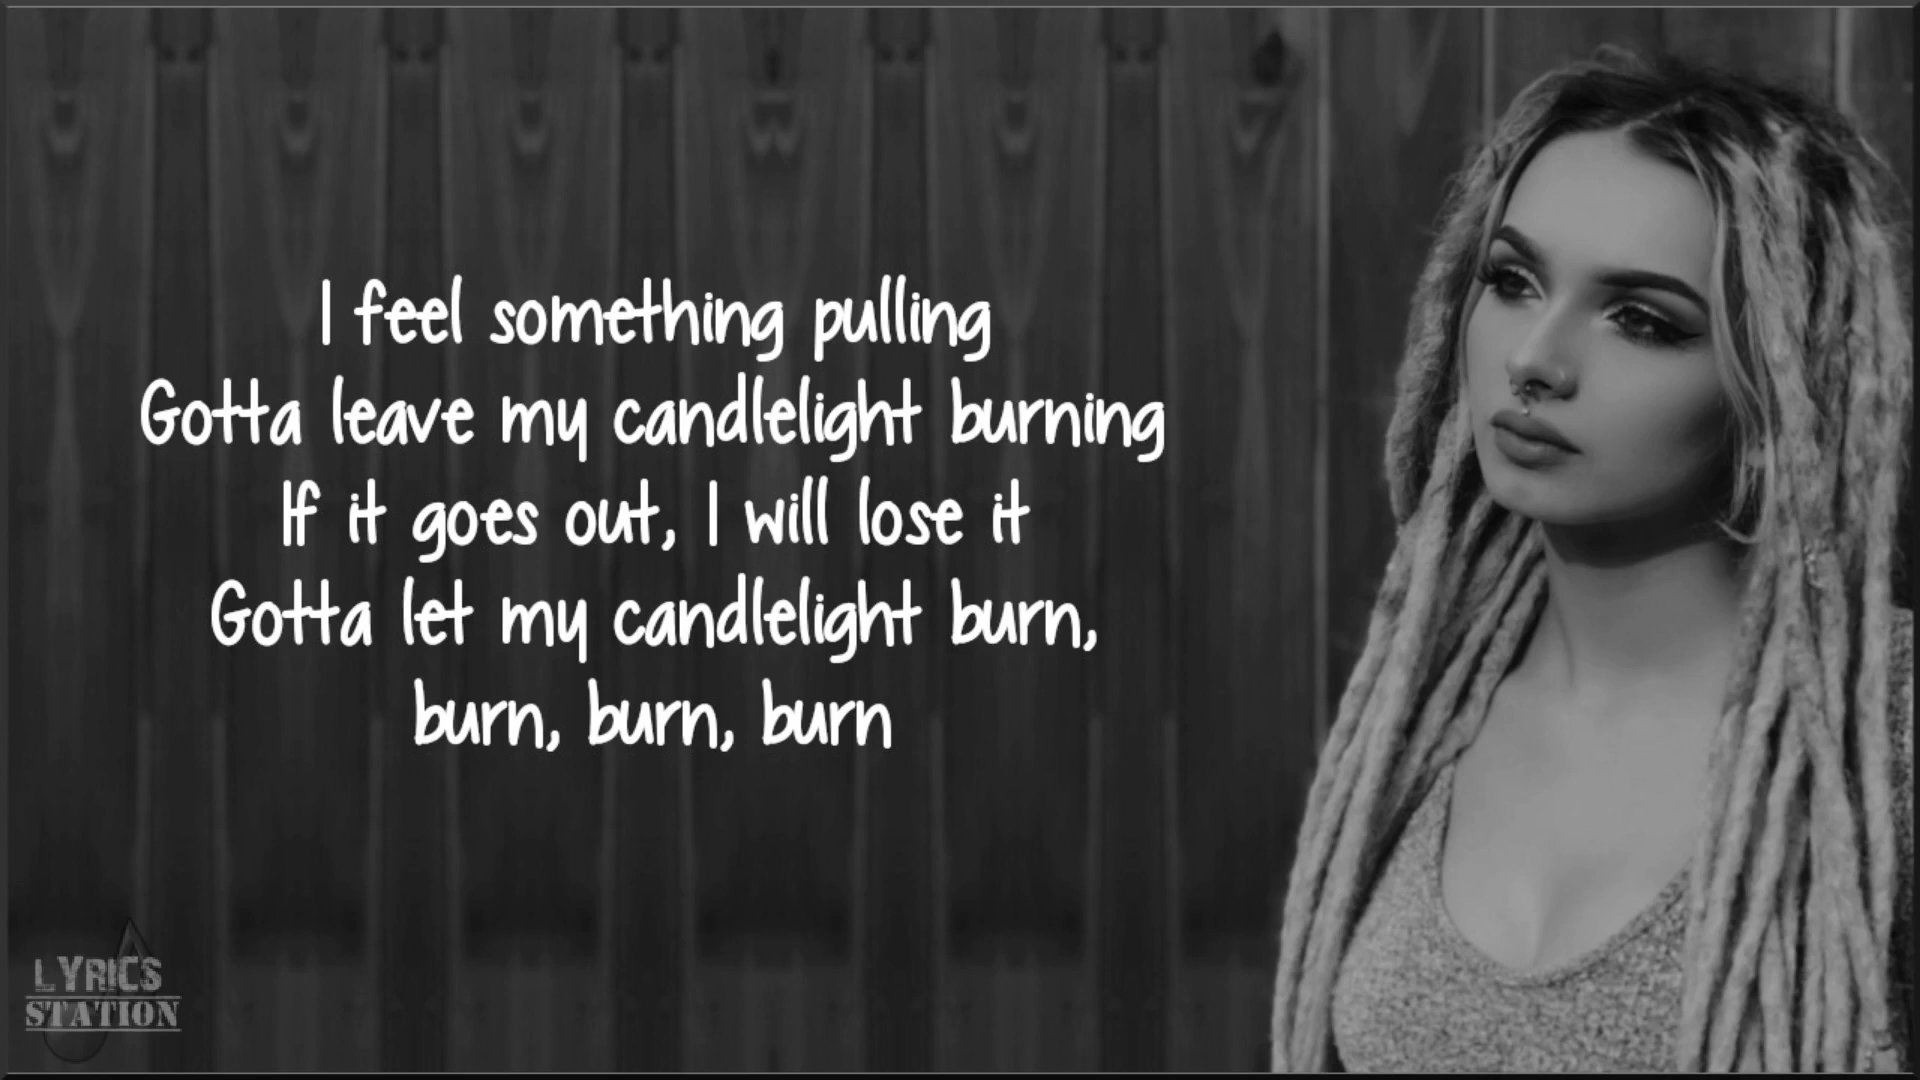 I feel something pulling
Gotta leave my candlelight burning
If it goes out, I will lose it
Gotta let my candlelight burn,
burn, burn, burn
LYRICS
STATION